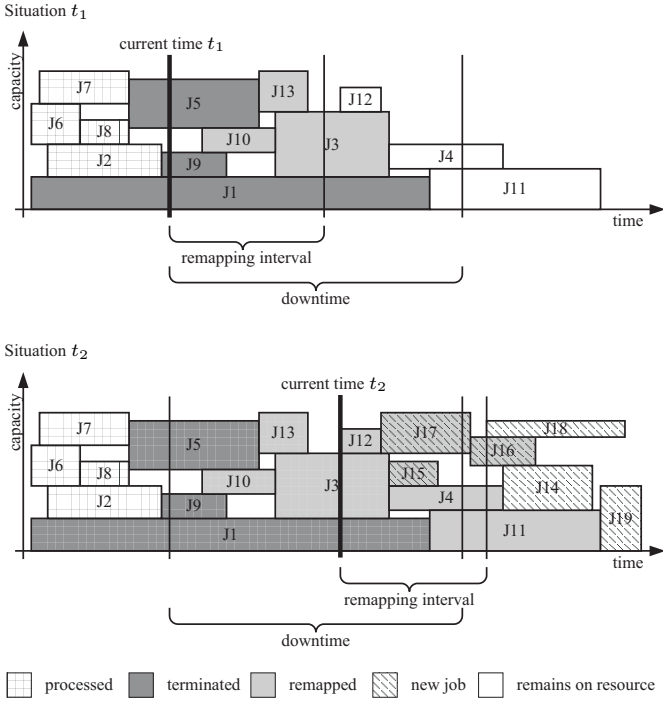 Situation t1
current time t1
capacity
J7
J5
J13
J12
J6
J8
J10
J3
J2
J9
J4
J1
J11
time
remapping interval
downtime
Situation t2
current time t2
capacity
J7
J5
J13
J12
J17
J18
J6
J8
J10
J3
J15
J16
J2
J9
J4
J14
J1
J11
J19
time
remapping interval
downtime
processed terminated remapped new job remains on resource